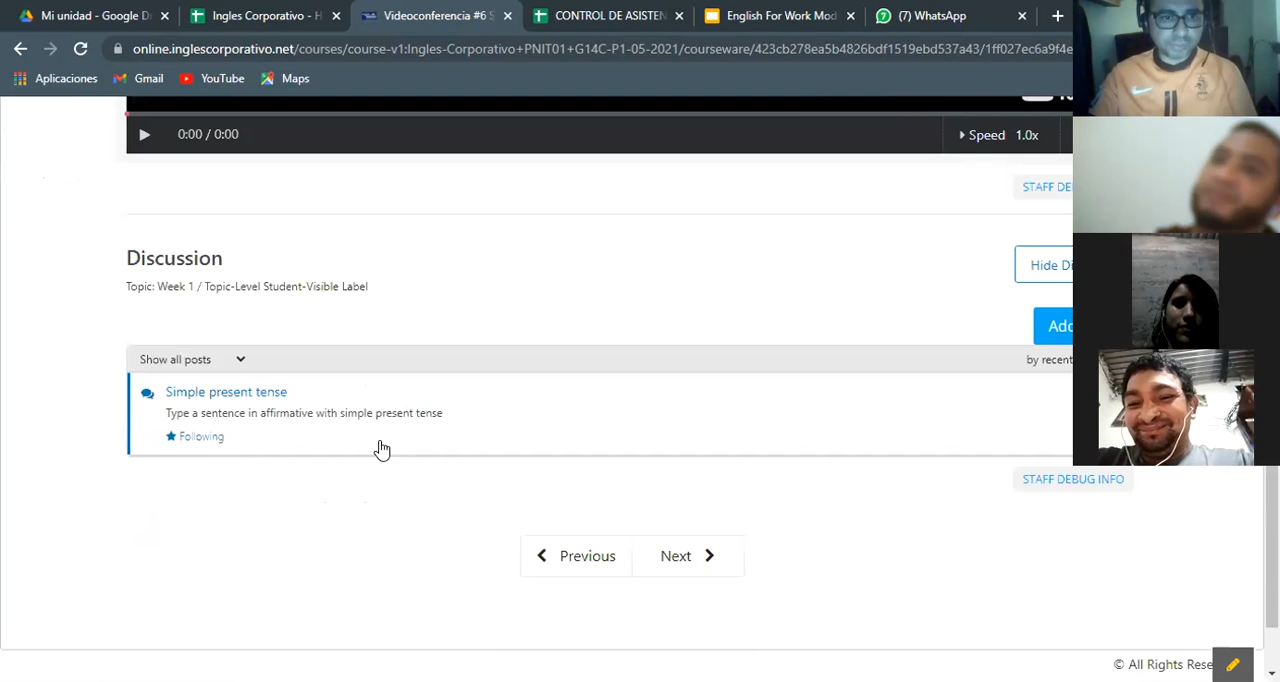 Mi unidad - Google D
Ingles Corporativo - H
Videoconferencia #6 S
CONTROL DE ASISTEN
English For Work Mod
(7) WhatsApp
online.inglescorporativo.net/courses/course-v1:Ingles-Corporativo+PNIT01+G14C-P1-05-2021/courseware/423cb278ea5b4826bdf1519ebd537a43/1ff027ec6a9f4e
Aplicaciones
Gmail
YouTube
Maps
0:00 / 0:00
Speed 1.0x
STAFF DE
Discussion
Hide Di
Topic: Week 1 / Topic-Level Student-Visible Label
Add
Show all posts
by recent
Simple present tense
Type a sentence in affirmative with simple present tense
Following
STAFF DEBUG INFO
Previous
Next
© All Rights Rese